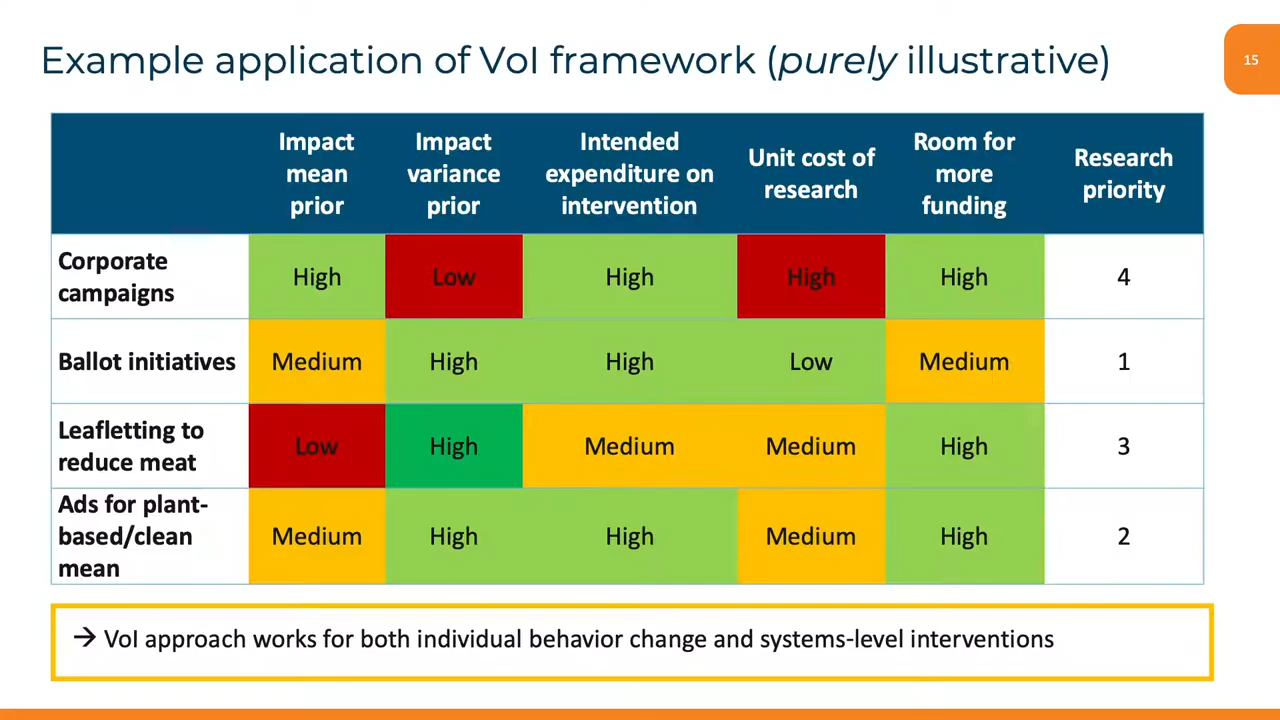 Example application of VoI framework (purely illustrative)
15
Impact mean prior
Impact variance prior
Intended expenditure on intervention
Unit cost of research
Room for more funding
Research priority
Corporate campaigns
High
Low
High
High
High
4
Ballot initiatives
Medium
High
High
Low
Medium
1
Leafletting to reduce meat
Low
High
Medium
Medium
High
3
Ads for plant-based/clean mean
Medium
High
High
Medium
High
2
→ VoI approach works for both individual behavior change and systems-level interventions